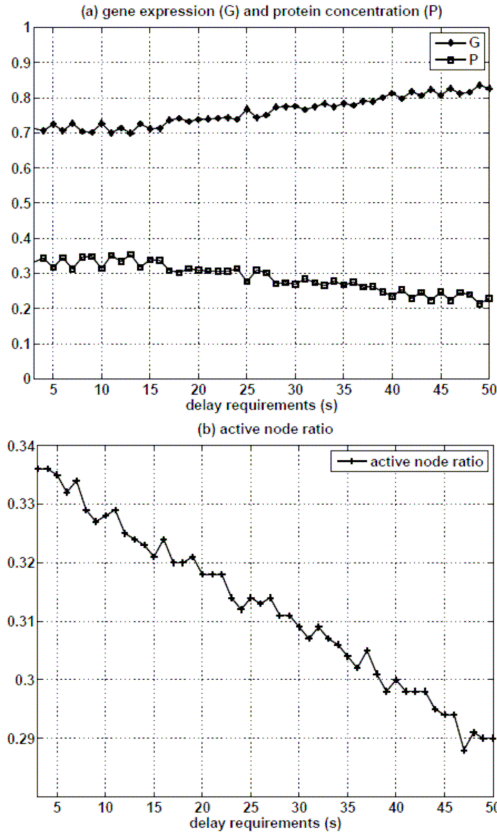 (a) gene expression (G) and protein concentration (P)
1
G
P
0.9
0.8
0.7
0.6
0.5
0.4
0.3
0.2
0.1
0
5 10 15 20 25 30 35 40 45 50
delay requirements (s)
(b) active node ratio
0.34
active node ratio
0.33
0.32
0.31
0.3
0.29
5 10 15 20 25 30 35 40 45 50
delay requirements (s)